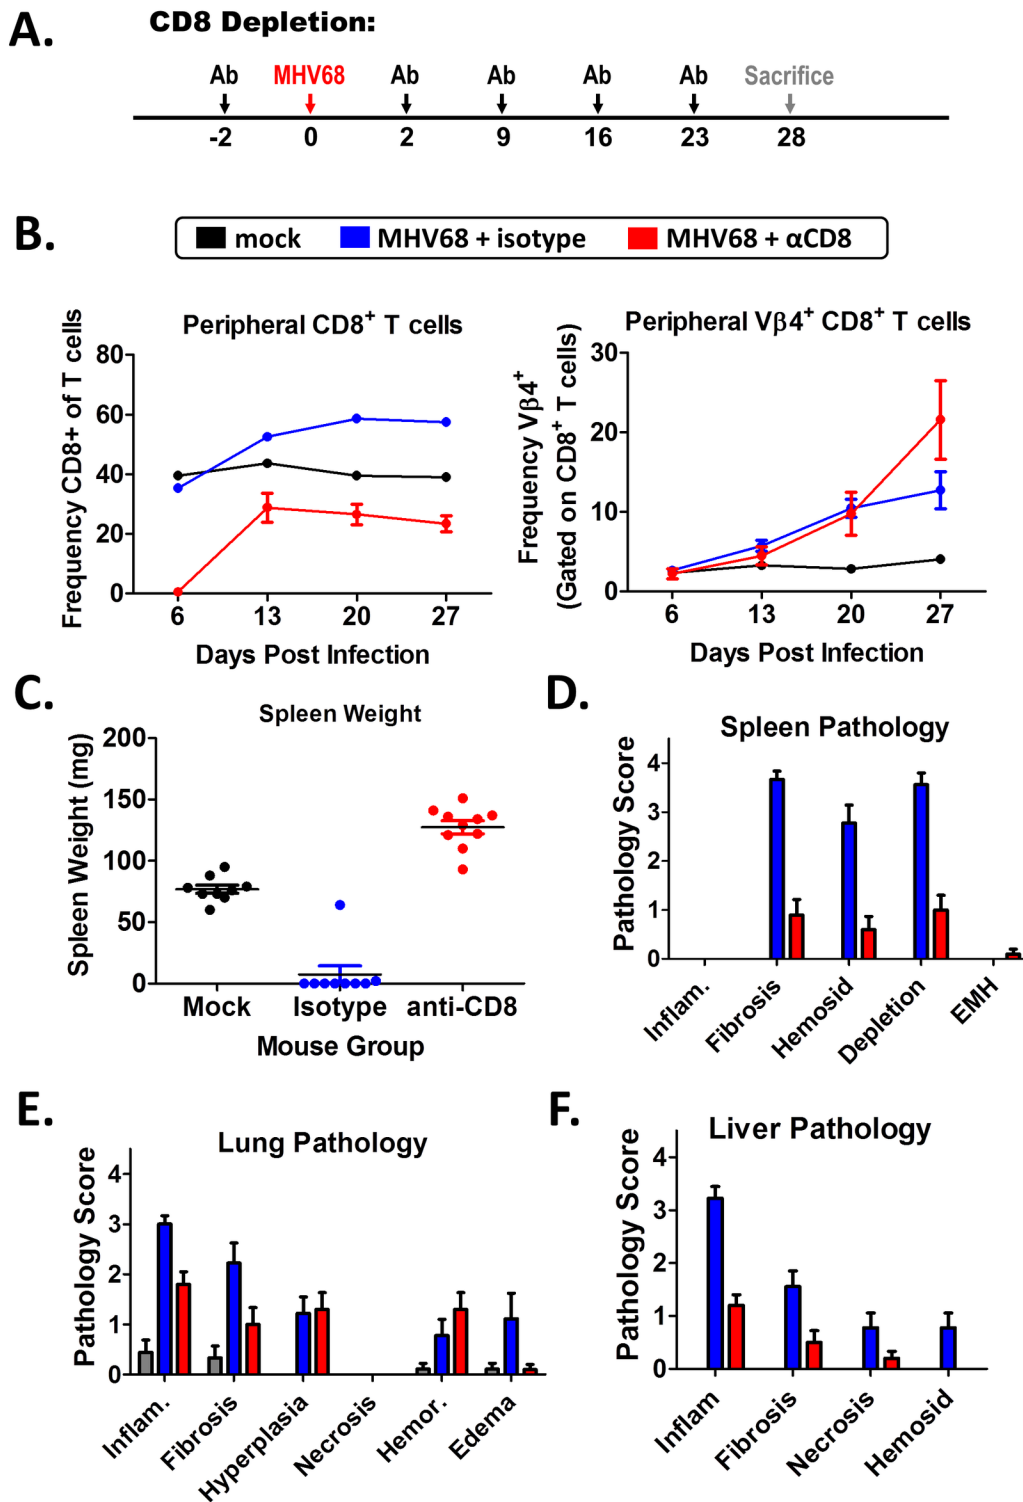 A.
CD8 Depletion:
Ab MHV68 Ab Ab Ab Ab Sacrifice
-2 0 2 9 16 23 28
B.
mock MHV68 + isotype MHV68 + αCD8
Peripheral CD8+ T cells
Frequency CD8+ of T cells
80
60
40
20
0
6 13 20 27
Days Post Infection
Peripheral Vβ4+ CD8+ T cells
Frequency Vβ4+
(Gated on CD8+ T cells)
30
20
10
0
6 13 20 27
Days Post Infection
C.
Spleen Weight
Spleen Weight (mg)
200
150
100
50
0
Mock Isotype anti-CD8
Mouse Group
D.
Spleen Pathology
Pathology Score
4
3
2
1
0
Inflam. Fibrosis Hemosid Depletion EMH
E.
Lung Pathology
Pathology Score
4
3
2
1
0
Inflam. Fibrosis Hyperplasia Necrosis Hemor. Edema
F.
Liver Pathology
Pathology Score
4
3
2
1
0
Inflam Fibrosis Necrosis Hemosid